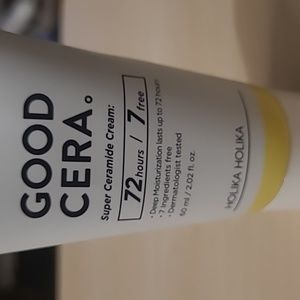 GOOD
CERA.
Super Ceramide Cream:
72 hours / 7 free
• Deep Moisturization lasts up to 72 hours
• 7 Ingredients free
• Dermatologist tested
60 ml / 2.02 fl. oz.
HOLIKA HOLIKA